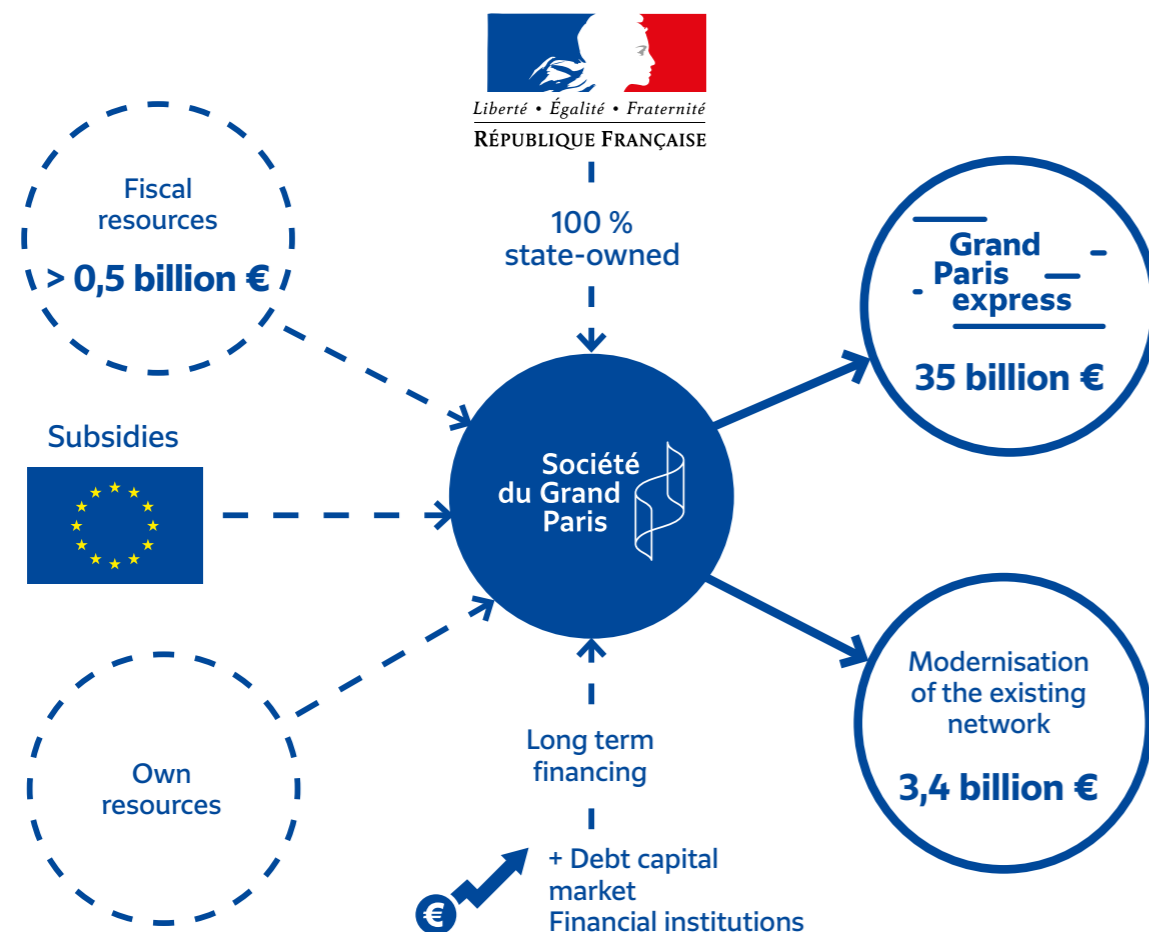 Liberté • Égalité • Fraternité
RÉPUBLIQUE FRANÇAISE
Fiscal
resources
> 0,5 billion €
100 %
state-owned
Grand
Paris
express
35 billion €
Subsidies
Société
du Grand
Paris
Own
resources
Long term
financing
Modernisation
of the existing
network
3,4 billion €
€
+ Debt capital
market
Financial institutions